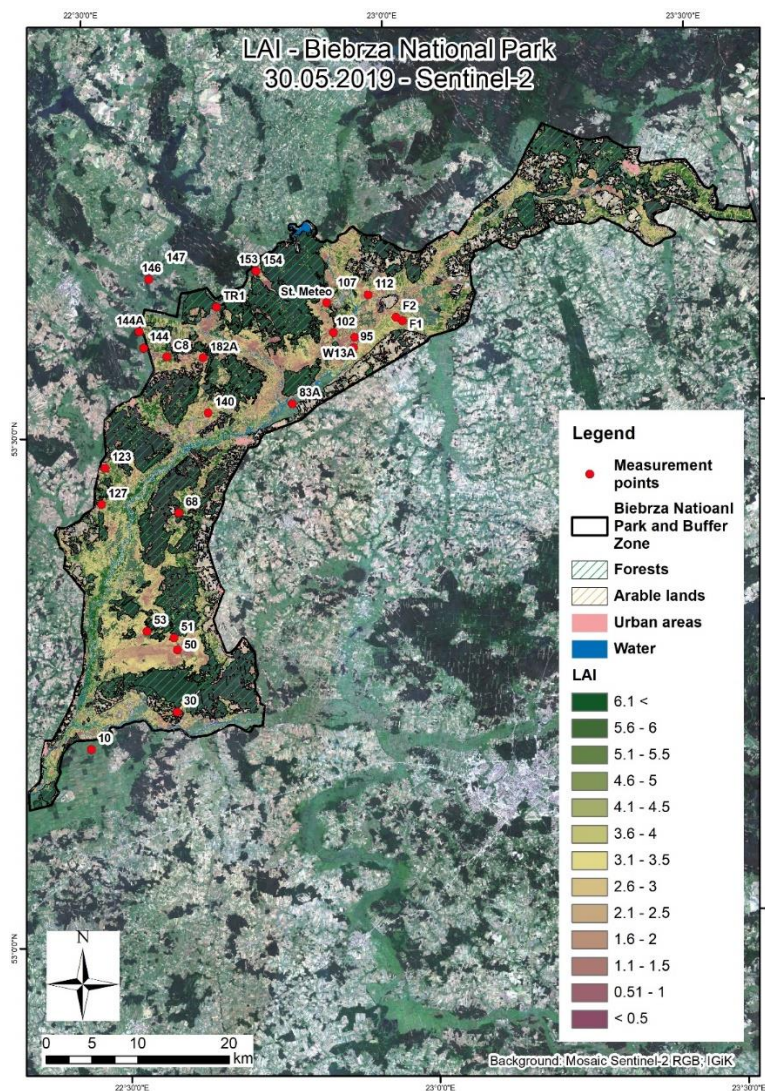 22°30'0"E
23°0'0"E
23°30'0"E
LAI - Biebrza National Park
30.05.2019 - Sentinel-2
147
146
153
154
107
112
St. Meteo
TR1
F2
F1
102
95
W13A
144A
144
C8
182A
83A
140
53°30'0"N
123
127
68
53
51
50
30
10
53°0'0"N
Legend
Measurement
points
Biebrza Natioanl
Park and Buffer
Zone
Forests
Arable lands
Urban areas
Water
LAI
6.1 <
5.6 - 6
5.1 - 5.5
4.6 - 5
4.1 - 4.5
3.6 - 4
3.1 - 3.5
2.6 - 3
2.1 - 2.5
1.6 - 2
1.1 - 1.5
0.51 - 1
< 0.5
N
0 5 10 20
km
Background: Mosaic Sentinel-2 RGB; IGiK
22°30'0"E
23°0'0"E
23°30'0"E